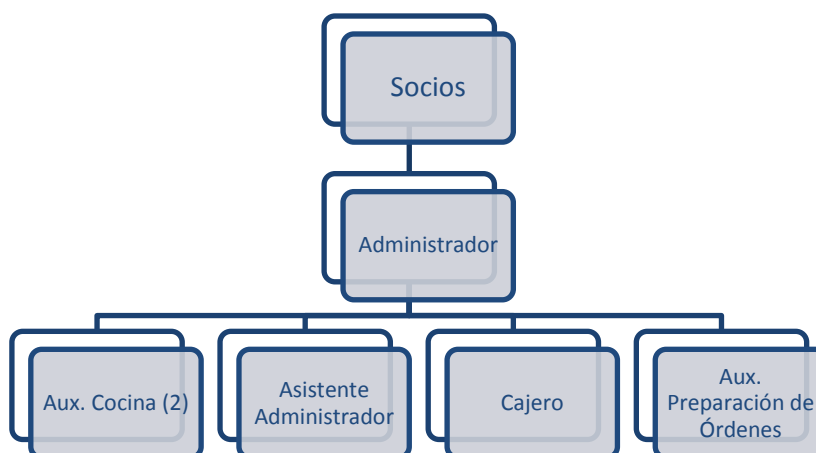 Socios
Administrador
Aux. Cocina (2)
Asistente
Administrador
Cajero
Aux.
Preparación de
Órdenes